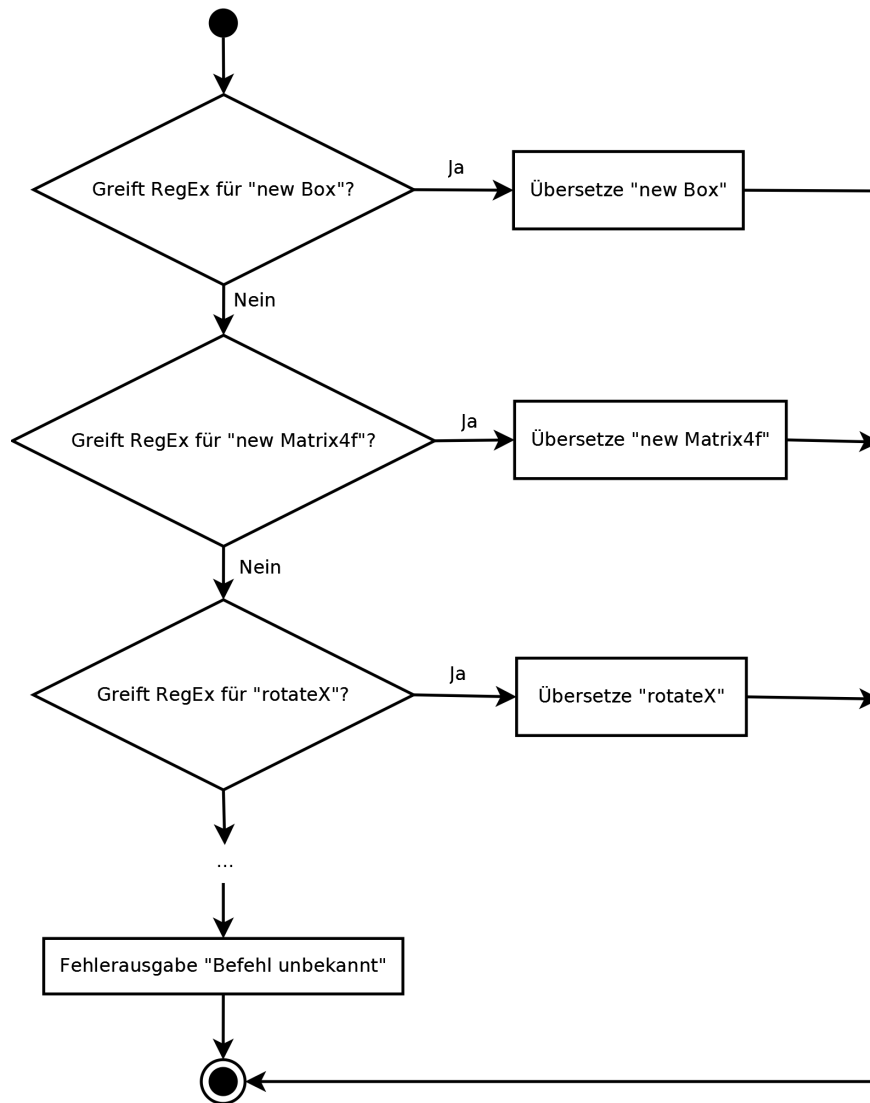 Greift RegEx für "new Box"?
Ja
Übersetze "new Box"
Nein
Greift RegEx für "new Matrix4f"?
Ja
Übersetze "new Matrix4f"
Nein
Greift RegEx für "rotateX"?
Ja
Übersetze "rotateX"
...
Fehlerausgabe "Befehl unbekannt"